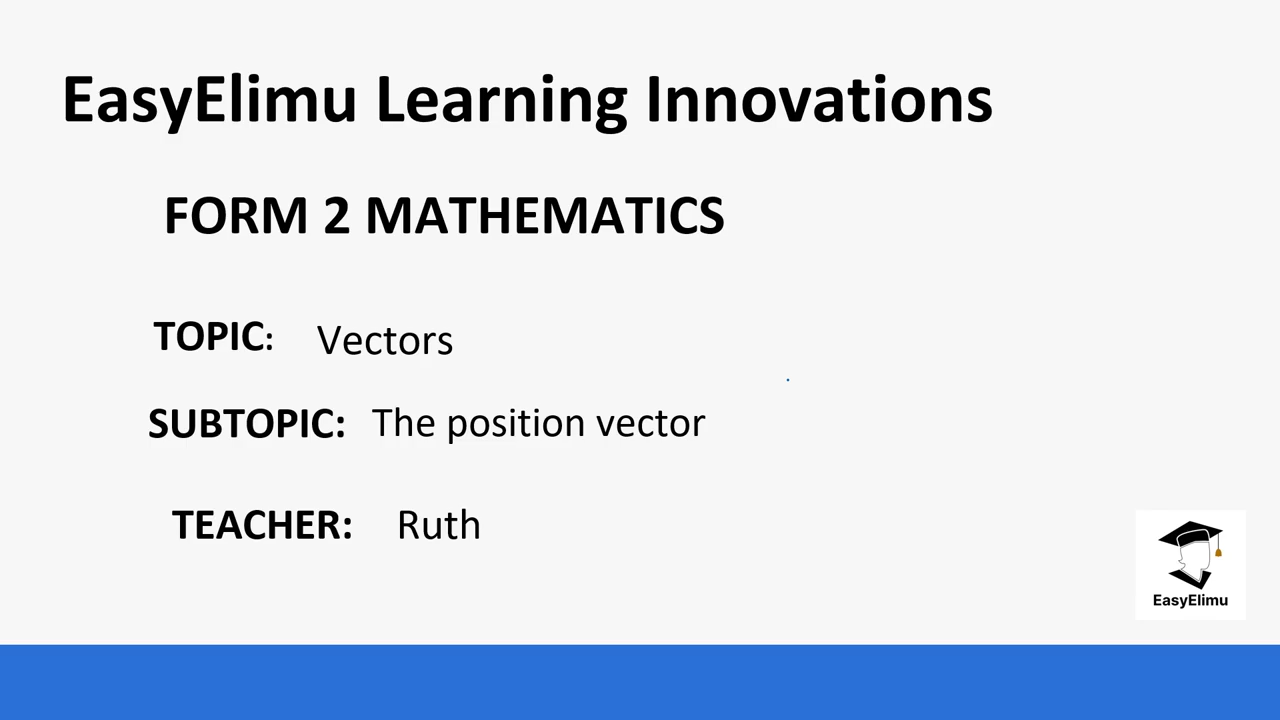 EasyElimu Learning Innovations
FORM 2 MATHEMATICS
TOPIC: Vectors
SUBTOPIC: The position vector
TEACHER: Ruth
EasyElimu